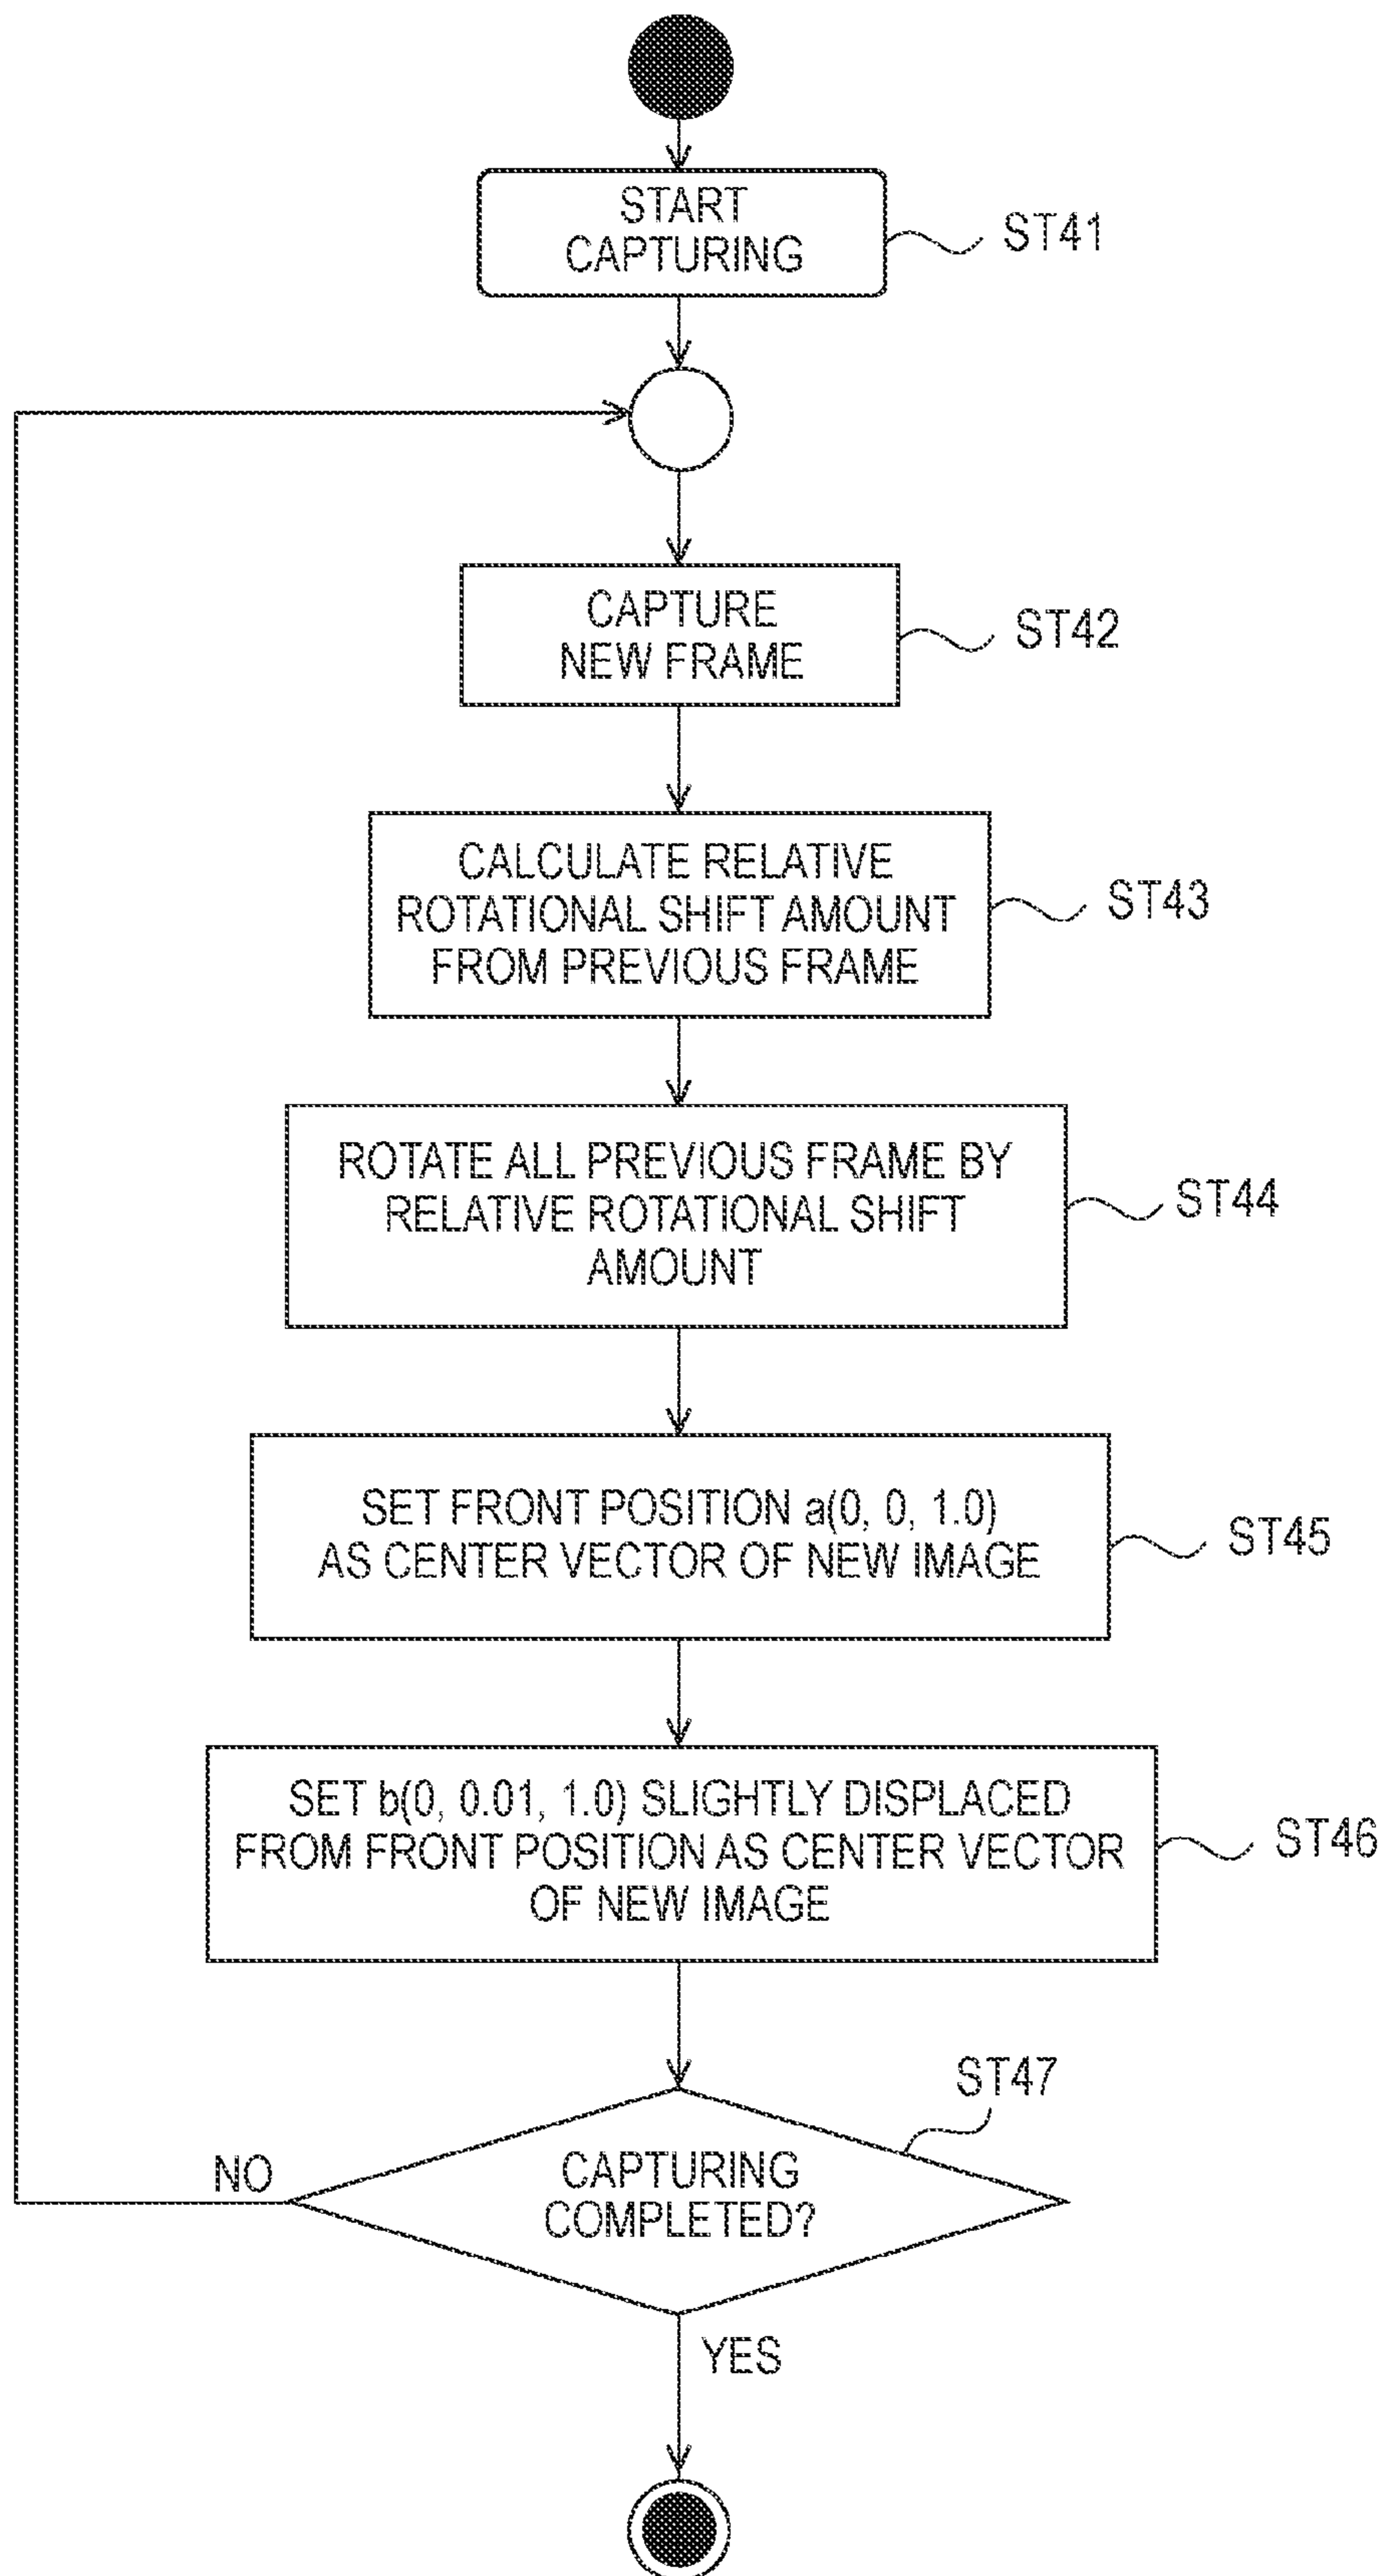 START
CAPTURING
ST41
CAPTURE
NEW FRAME
ST42
CALCULATE RELATIVE
ROTATIONAL SHIFT AMOUNT
FROM PREVIOUS FRAME
ST43
ROTATE ALL PREVIOUS FRAME BY
RELATIVE ROTATIONAL SHIFT
AMOUNT
ST44
SET FRONT POSITION a(0, 0, 1.0)
AS CENTER VECTOR OF NEW IMAGE
ST45
SET b(0, 0.01, 1.0) SLIGHTLY DISPLACED
FROM FRONT POSITION AS CENTER VECTOR
OF NEW IMAGE
ST46
ST47
NO
CAPTURING
COMPLETED?
YES